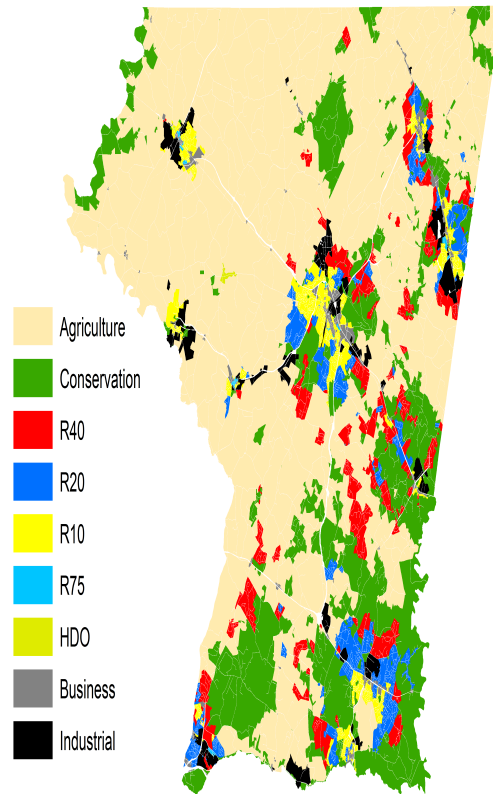 Agriculture
Conservation
R40
R20
R10
R75
HDO
Business
Industrial